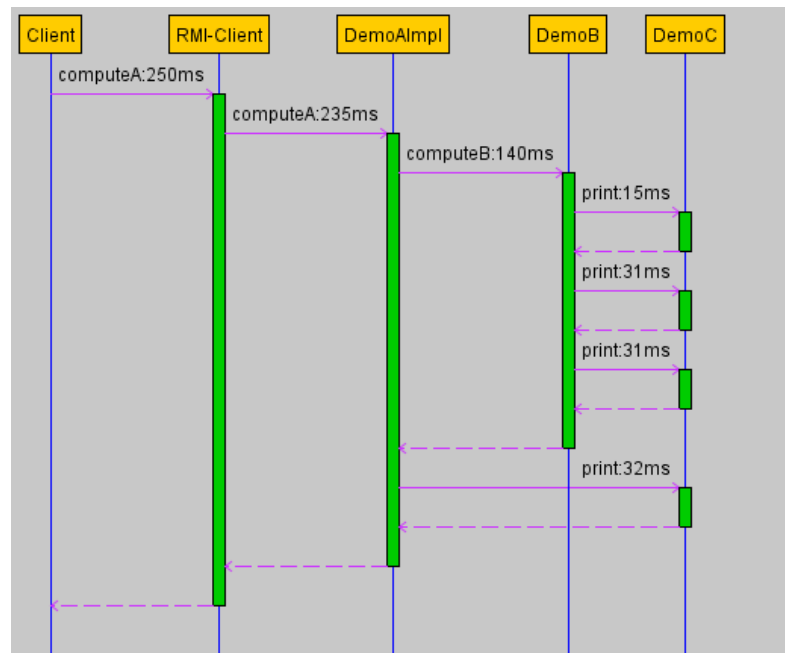 Client
RMI-Client
DemoAImpl
DemoB
DemoC
computeA:250ms
computeA:235ms
computeB:140ms
print:15ms
print:31ms
print:31ms
print:32ms